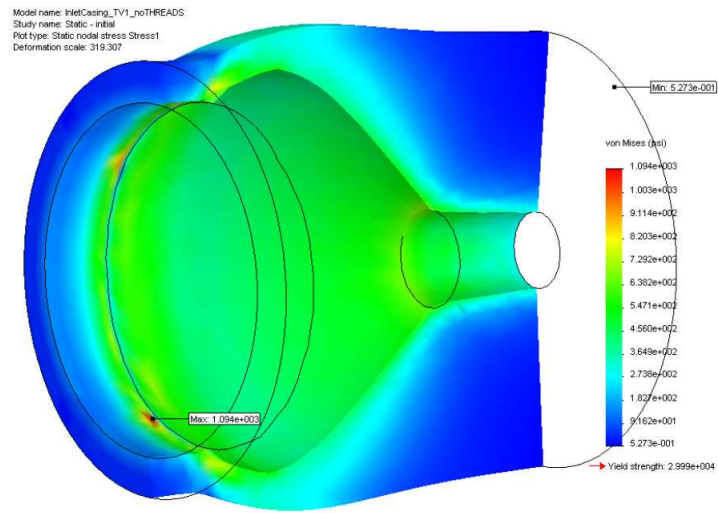 Model name: InletCasing_TV1_noTHREADS
Study name: Static - initial
Plot type: Static nodal stress Stress1
Deformation scale: 319.307
Min: 5.273e-001
von Mises (psi)
1.094e+003
1.003e+003
9.114e+002
8.203e+002
7.292e+002
6.382e+002
5.471e+002
4.560e+002
3.649e+002
2.738e+002
1.827e+002
9.162e+001
5.273e-001
Max: 1.094e+003
Yield strength: 2.999e+004